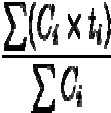 ∑(Cᵢ × tᵢ)
∑ Cᵢ